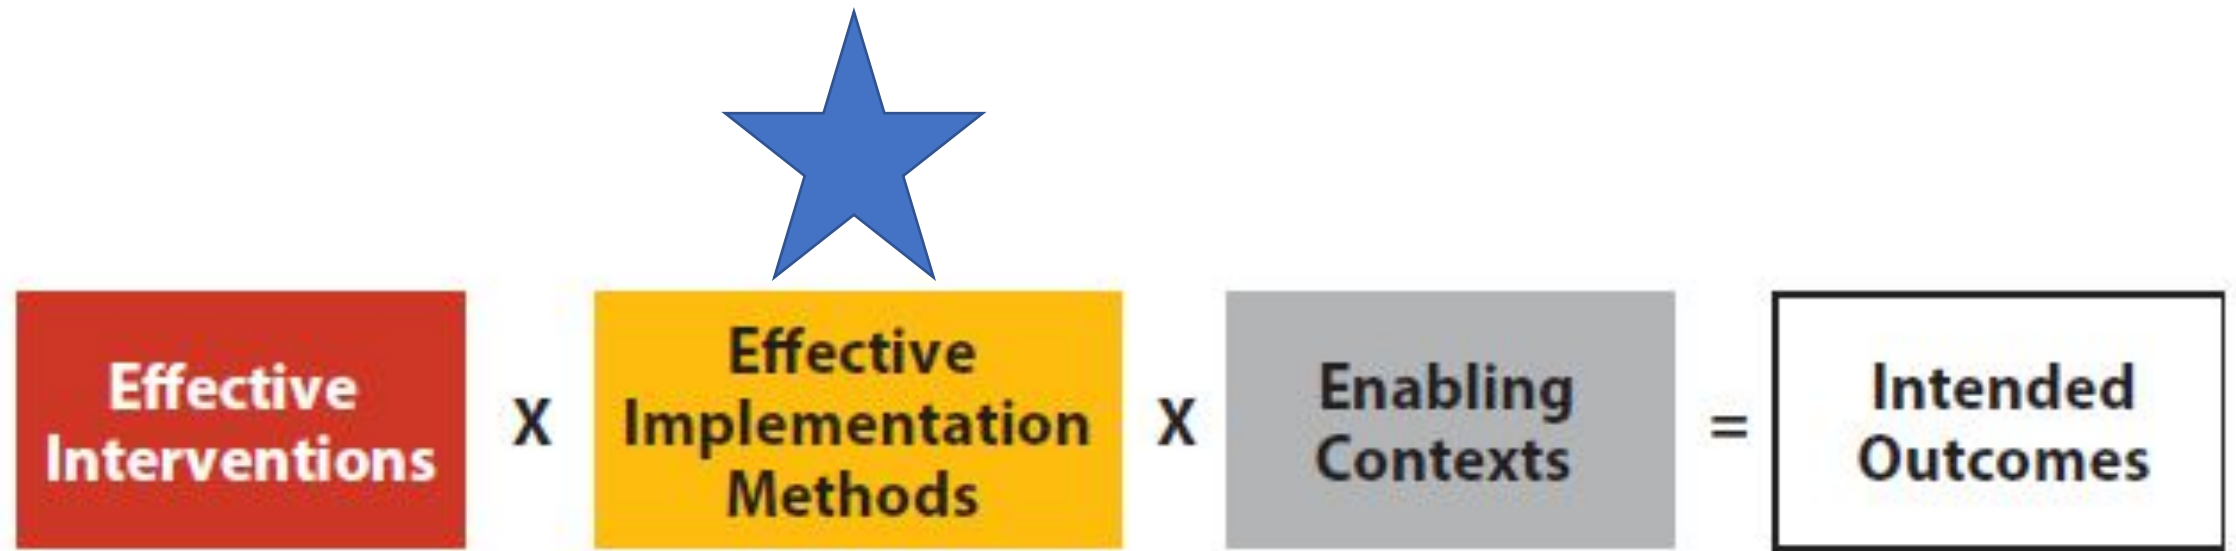 Effective
Interventions
X
Effective
Implementation
Methods
X
Enabling
Contexts
=
Intended
Outcomes